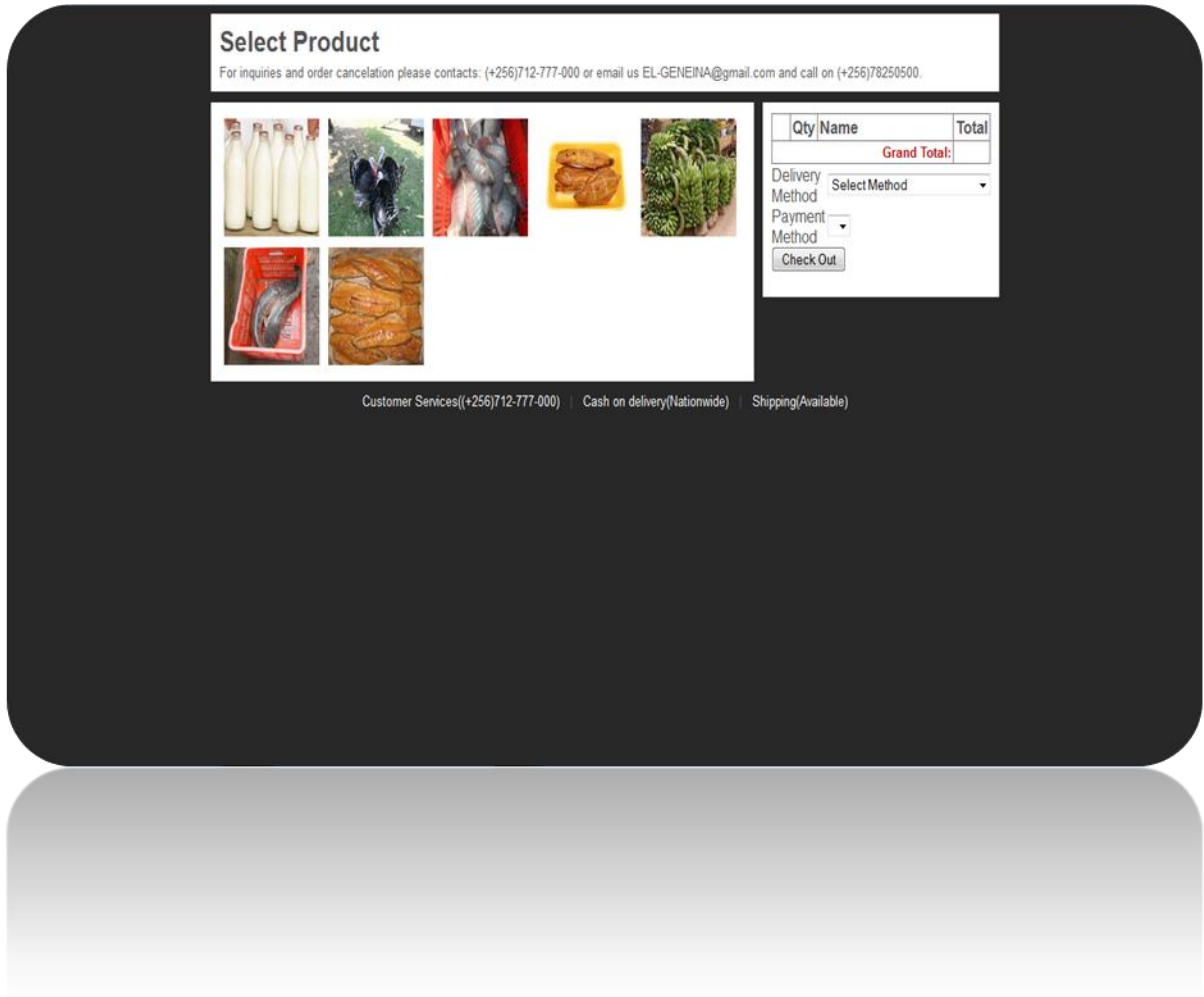 Select Product
For inquiries and order cancelation please contacts: (+256)712-777-000 or email us EL-GENEINA@gmail.com and call on (+256)78250500.
Qty Name Total
Grand Total:
Delivery Method Select Method
Payment Method
Check Out
Customer Services((+256)712-777-000) | Cash on delivery(Nationwide) | Shipping(Available)